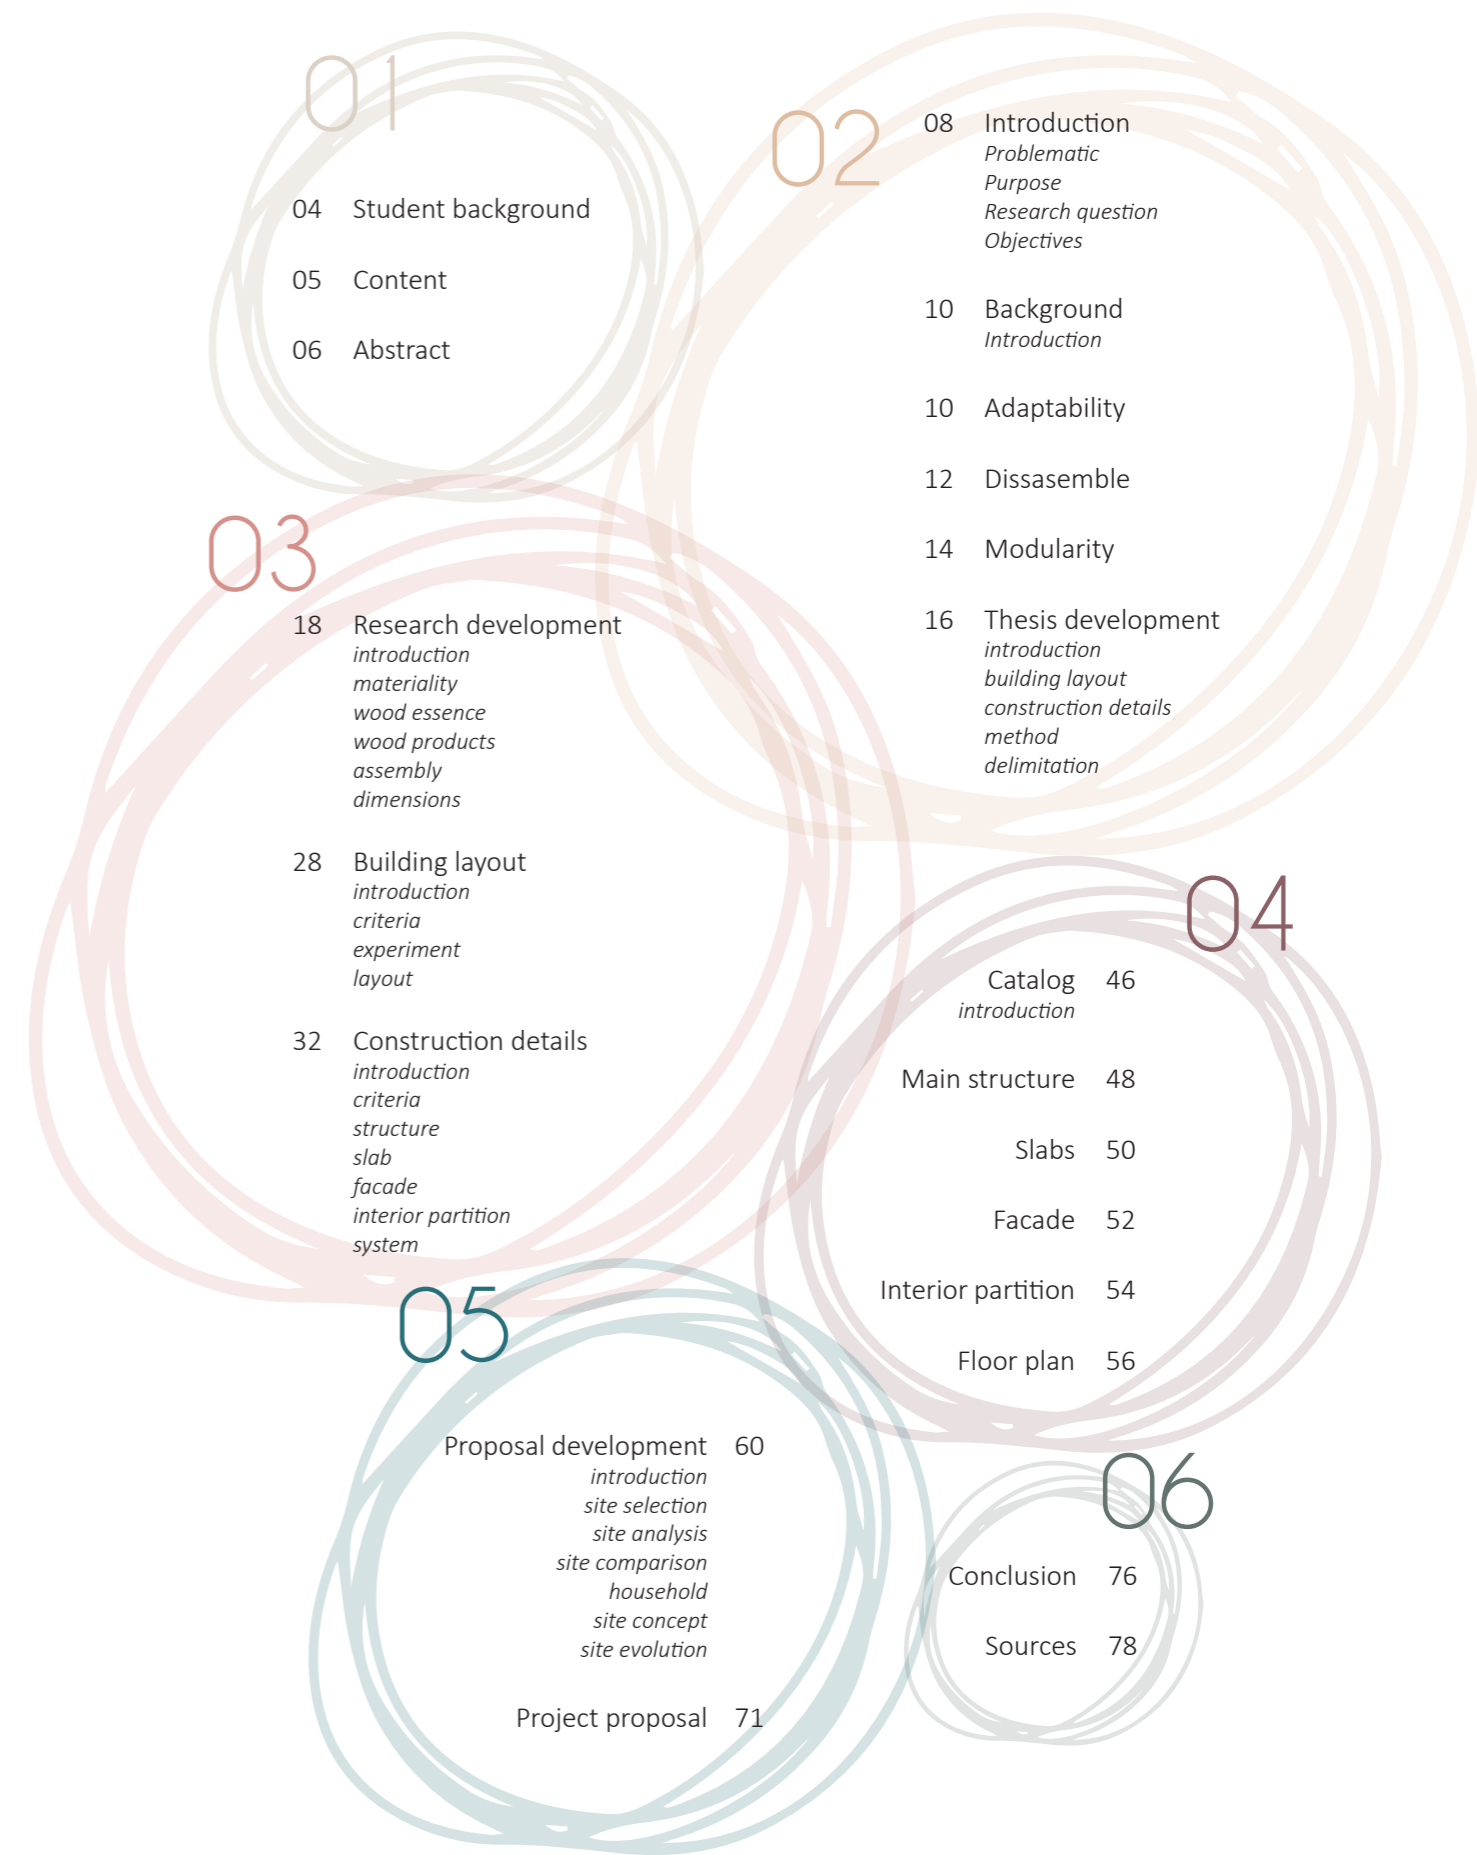 01
04 Student background
05 Content
06 Abstract
02
08 Introduction
Problematic
Purpose
Research question
Objectives
10 Background
Introduction
10 Adaptability
12 Dissasemble
14 Modularity
16 Thesis development
introduction
building layout
construction details
method
delimitation
03
18 Research development
introduction
materiality
wood essence
wood products
assembly
dimensions
28 Building layout
introduction
criteria
experiment
layout
32 Construction details
introduction
criteria
structure
slab
facade
interior partition
system
04
Catalog 46
introduction
Main structure 48
Slabs 50
Facade 52
Interior partition 54
Floor plan 56
05
Proposal development 60
introduction
site selection
site analysis
site comparison
household
site concept
site evolution
Project proposal 71
06
Conclusion 76
Sources 78